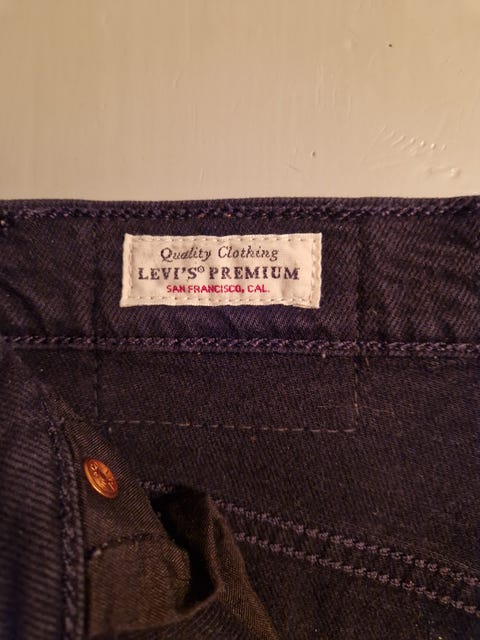 Quality Clothing
LEVI'S® PREMIUM
SAN FRANCISCO, CAL.